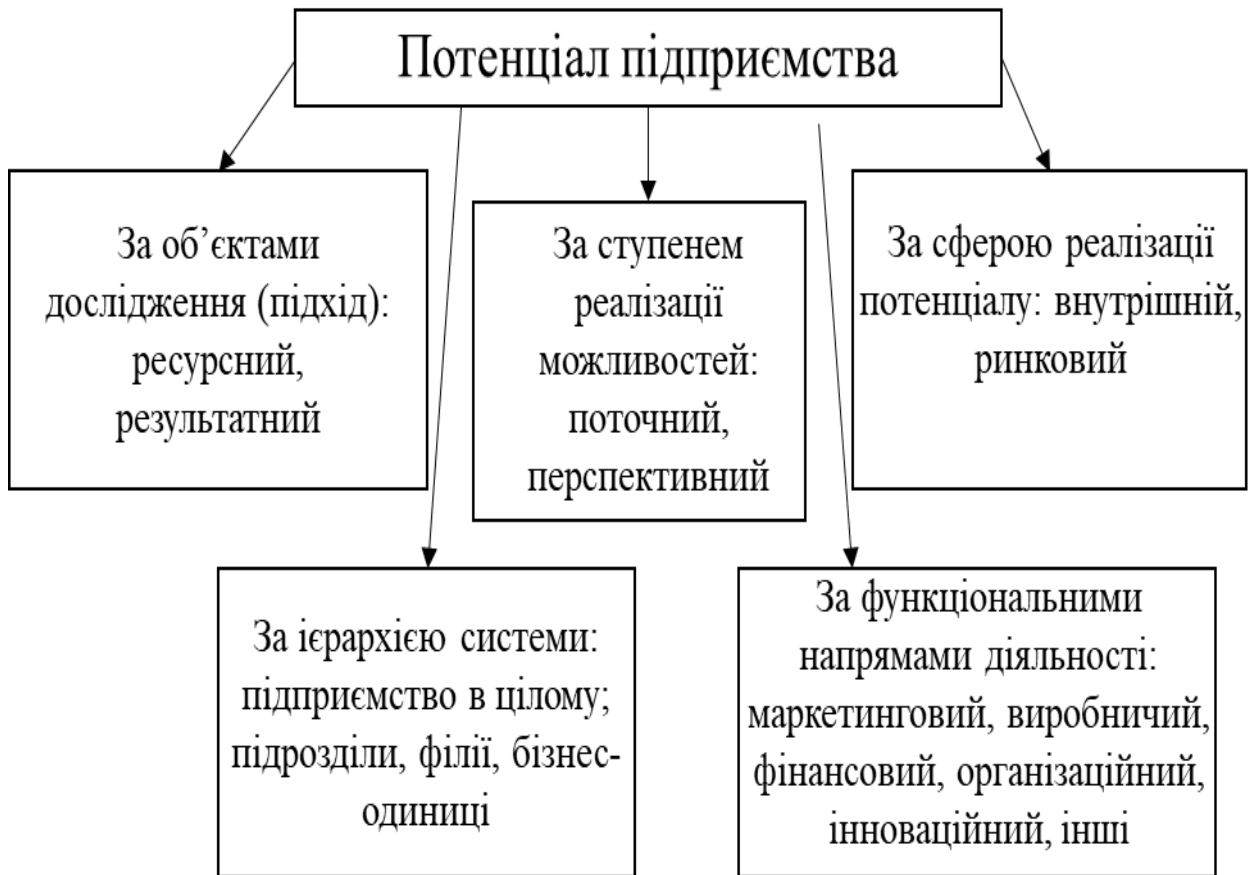 Потенціал підприємства
За об’єктами
дослідження (підхід):
ресурсний,
результатний
За ступенем
реалізації
можливостей:
поточний,
перспективний
За сферою реалізації
потенціалу: внутрішній,
ринковий
За ієрархією системи:
підприємство в цілому;
підрозділи, філії, бізнес-
одиниці
За функціональними
напрямами діяльності:
маркетинговий, виробничий,
фінансовий, організаційний,
інноваційний, інші